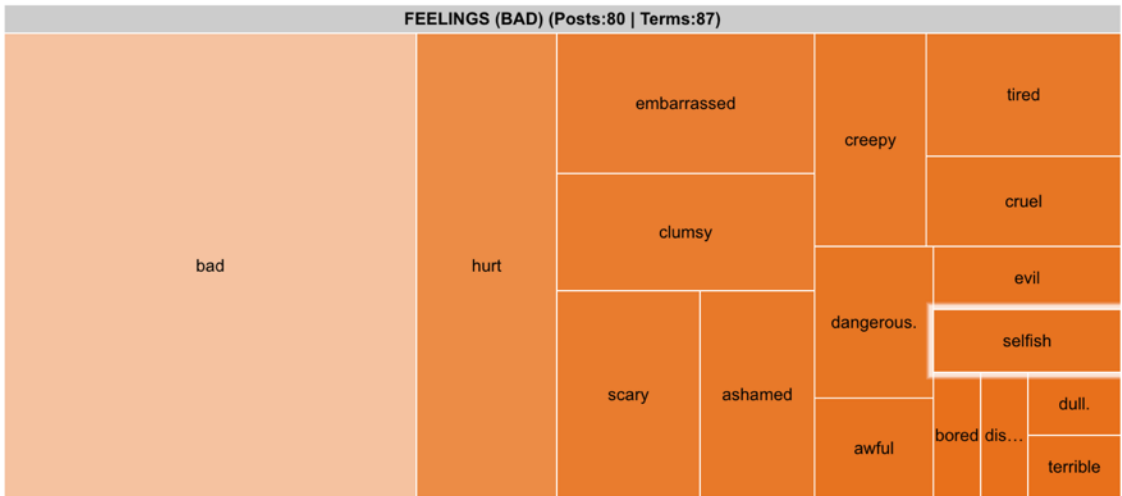 FEELINGS (BAD) (Posts:80 | Terms:87)
bad
hurt
embarrassed
clumsy
scary
ashamed
creepy
tired
cruel
dangerous.
evil
selfish
awful
bored
dis...
dull.
terrible